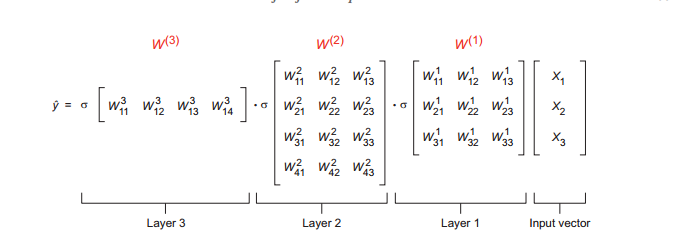 W(3) W(2) W(1)
W²₁₁ W²₁₂ W²₁₃ W¹₁₁ W¹₁₂ W¹₁₃ X₁
ŷ = σ W³₁₁ W³₁₂ W³₁₃ W³₁₄ · σ W²₂₁ W²₂₂ W²₂₃ · σ W¹₂₁ W¹₂₂ W¹₂₃ X₂
W²₃₁ W²₃₂ W²₃₃ W¹₃₁ W¹₃₂ W¹₃₃ X₃
W²₄₁ W²₄₂ W²₄₃
Layer 3 Layer 2 Layer 1 Input vector